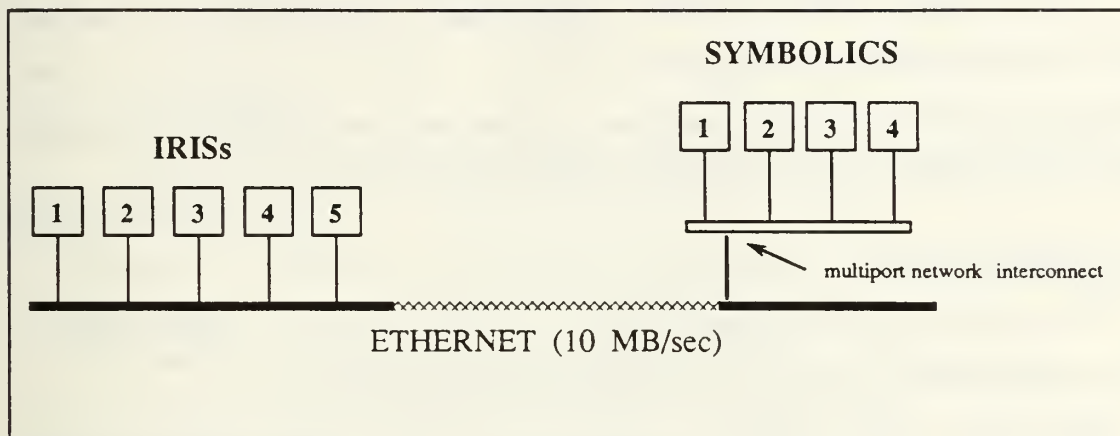 SYMBOLICS
1 2 3 4
IRISs
1 2 3 4 5
multiport network interconnect
ETHERNET (10 MB/sec)